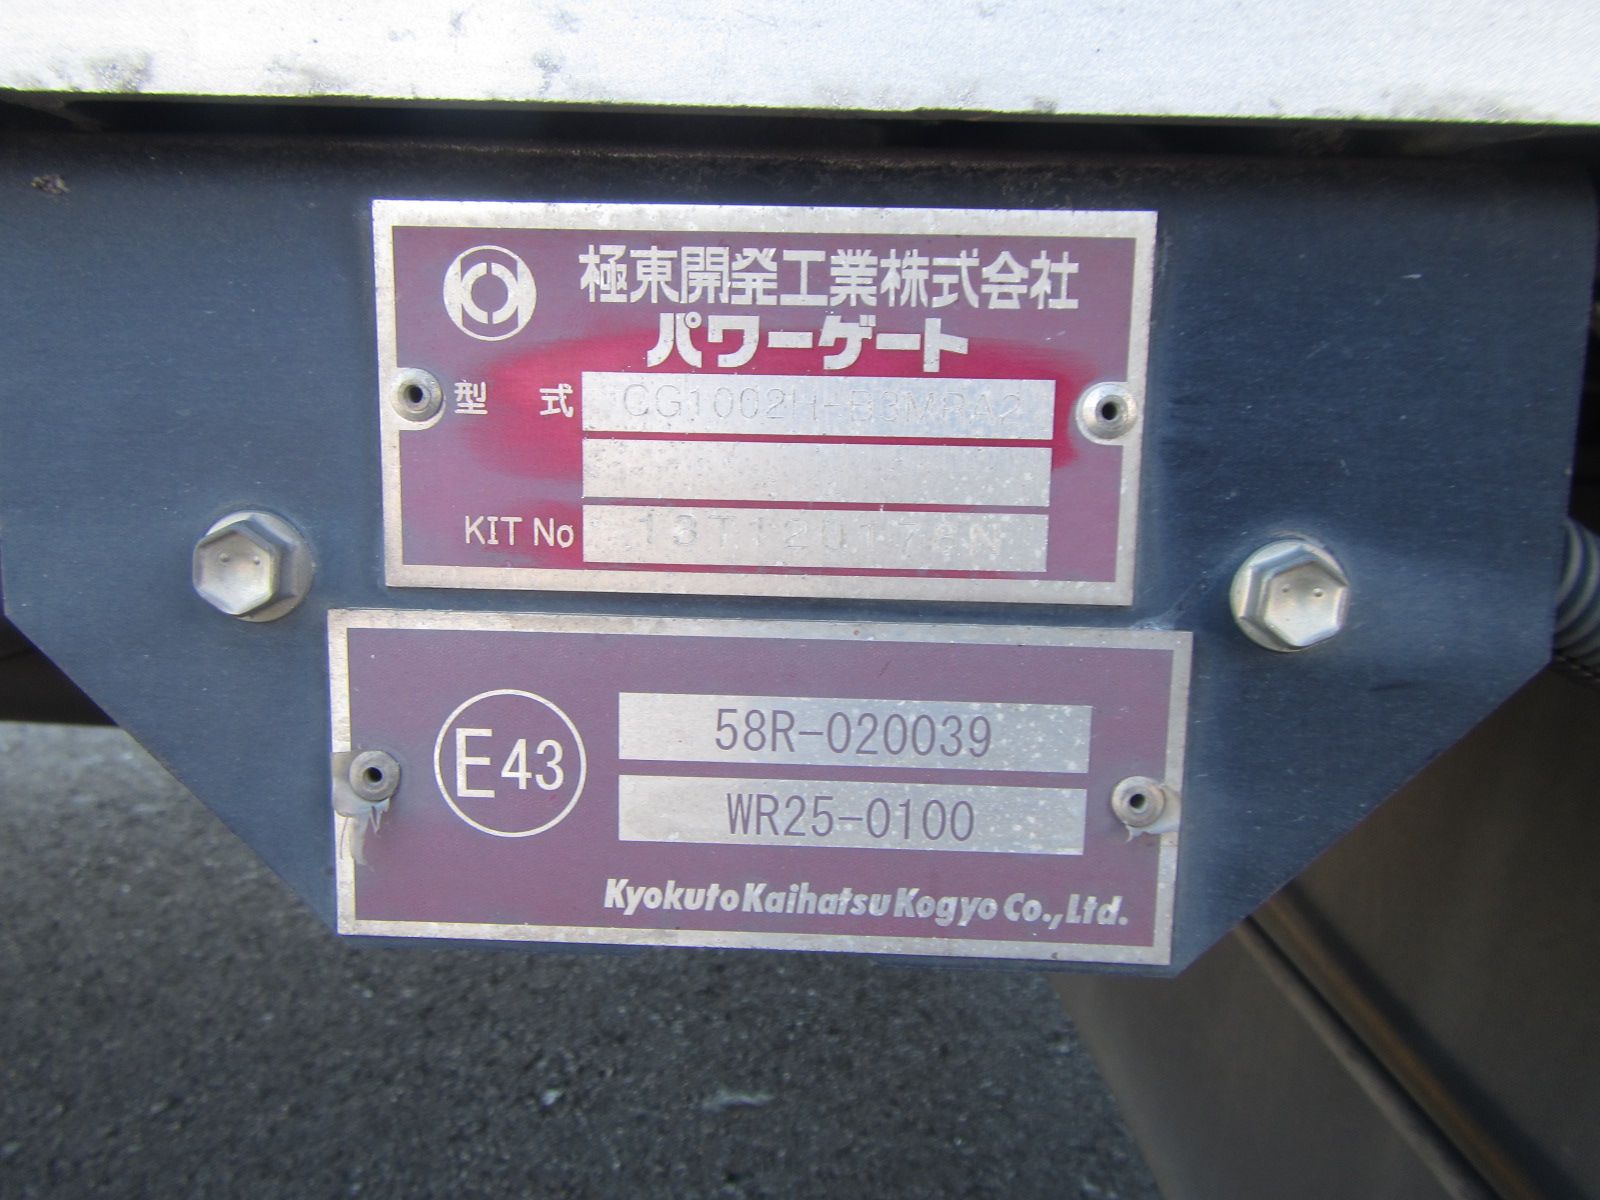 極東開発工業株式会社
パワーゲート
型 式
KIT No
E43
58R-020039
WR25-0100
Kyokuto Kaihatsu Kogyo Co., Ltd.